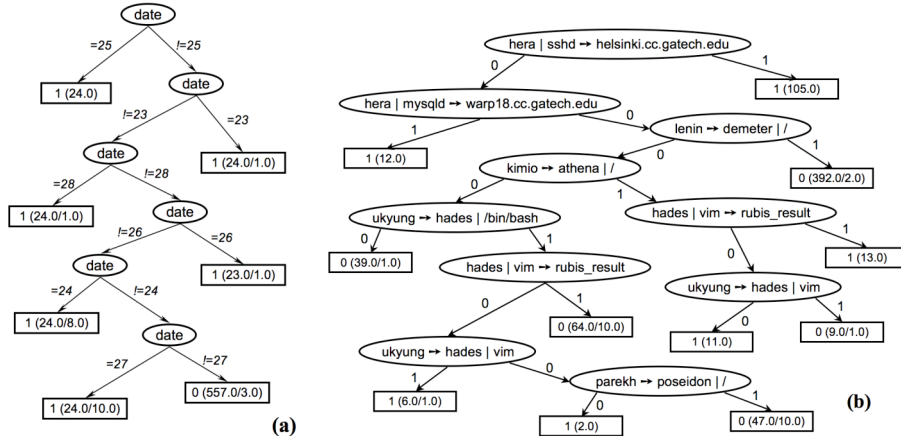 date
=25
!=25
1 (24.0)
date
!=23
=23
date
1 (24.0/1.0)
=28
!=28
1 (24.0/1.0)
date
!=26
=26
date
1 (23.0/1.0)
=24
!=24
1 (24.0/8.0)
date
=27
!=27
1 (24.0/10.0)
0 (557.0/3.0)
(a)
hera | sshd → helsinki.cc.gatech.edu
0
1
hera | mysqld → warp18.cc.gatech.edu
1 (105.0)
1
0
1 (12.0)
lenin → demeter | /
0
1
kimio → athena | /
0 (392.0/2.0)
0
1
ukyung → hades | /bin/bash
hades | vim → rubis_result
0
1
0
1
0 (39.0/1.0)
hades | vim → rubis_result
1 (13.0)
ukyung → hades | vim
0
1
0
1
0 (64.0/10.0)
1 (11.0)
0 (9.0/1.0)
ukyung → hades | vim
1
0
1 (6.0/1.0)
parekh → poseidon | /
0
1
1 (2.0)
0 (47.0/10.0)
(b)